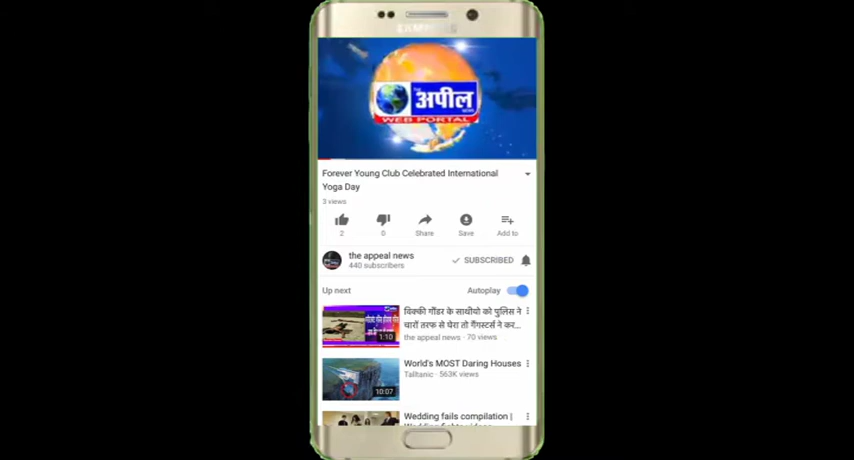 SAMSUNG
अपील
WEB PORTAL
Forever Young Club Celebrated International
Yoga Day
3 views
2
0
Share
Save
Add to
the appeal news
440 subscribers
SUBSCRIBED
Up next
Autoplay
विक्की गोंडर के साथीयो को पुलिस ने
चारों तरफ से घेरा तो गैंगस्टर्स ने कर...
the appeal news · 70 views
1:10
World's MOST Daring Houses
Talltanic · 563K views
10:07
Wedding fails compilation |